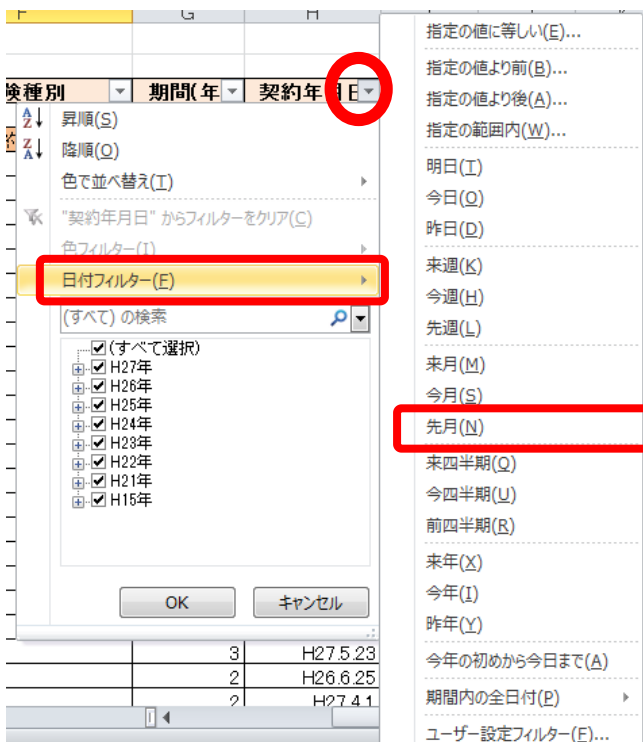 F G H
険種別 期間(年 契約年月日
昇順(S)
降順(O)
色で並べ替え(T)
"契約年月日" からフィルターをクリア(C)
色フィルター(I)
日付フィルター(F)
(すべて) の検索
(すべて選択)
H27年
H26年
H25年
H24年
H23年
H22年
H21年
H15年
OK キャンセル
3 H27.5.23
2 H26.6.25
2 H27.4.1
指定の値に等しい(E)...
指定の値より前(B)...
指定の値より後(A)...
指定の範囲内(W)...
明日(T)
今日(O)
昨日(D)
来週(K)
今週(H)
先週(L)
来月(M)
今月(S)
先月(N)
来四半期(Q)
今四半期(U)
前四半期(R)
来年(X)
今年(I)
昨年(Y)
今年の初めから今日まで(A)
期間内の全日付(P)
ユーザー設定フィルター(F)...